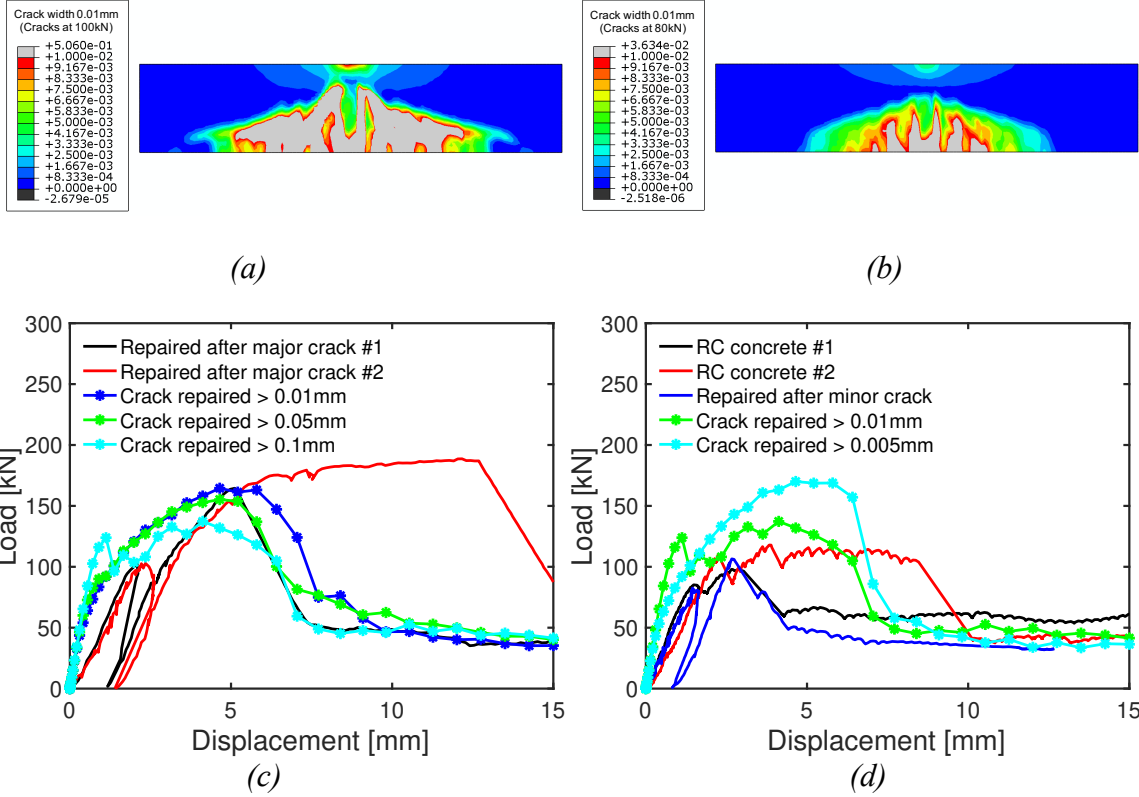 Crack width 0.01mm
(Cracks at 100kN)
+5.060e-01
+1.000e-02
+9.167e-03
+8.333e-03
+7.500e-03
+6.667e-03
+5.833e-03
+5.000e-03
+4.167e-03
+3.333e-03
+2.500e-03
+1.667e-03
+8.333e-04
+0.000e+00
-2.679e-05
(a)
Crack width 0.01mm
(Cracks at 80kN)
+3.634e-02
+1.000e-02
+9.167e-03
+8.333e-03
+7.500e-03
+6.667e-03
+5.833e-03
+5.000e-03
+4.167e-03
+3.333e-03
+2.500e-03
+1.667e-03
+8.333e-04
+0.000e+00
-2.518e-06
(b)
Load [kN]
300
250
200
150
100
50
0
Repaired after major crack #1
Repaired after major crack #2
Crack repaired > 0.01mm
Crack repaired > 0.05mm
Crack repaired > 0.1mm
0 5 10 15
Displacement [mm]
(c)
Load [kN]
300
250
200
150
100
50
0
RC concrete #1
RC concrete #2
Repaired after minor crack
Crack repaired > 0.01mm
Crack repaired > 0.005mm
0 5 10 15
Displacement [mm]
(d)